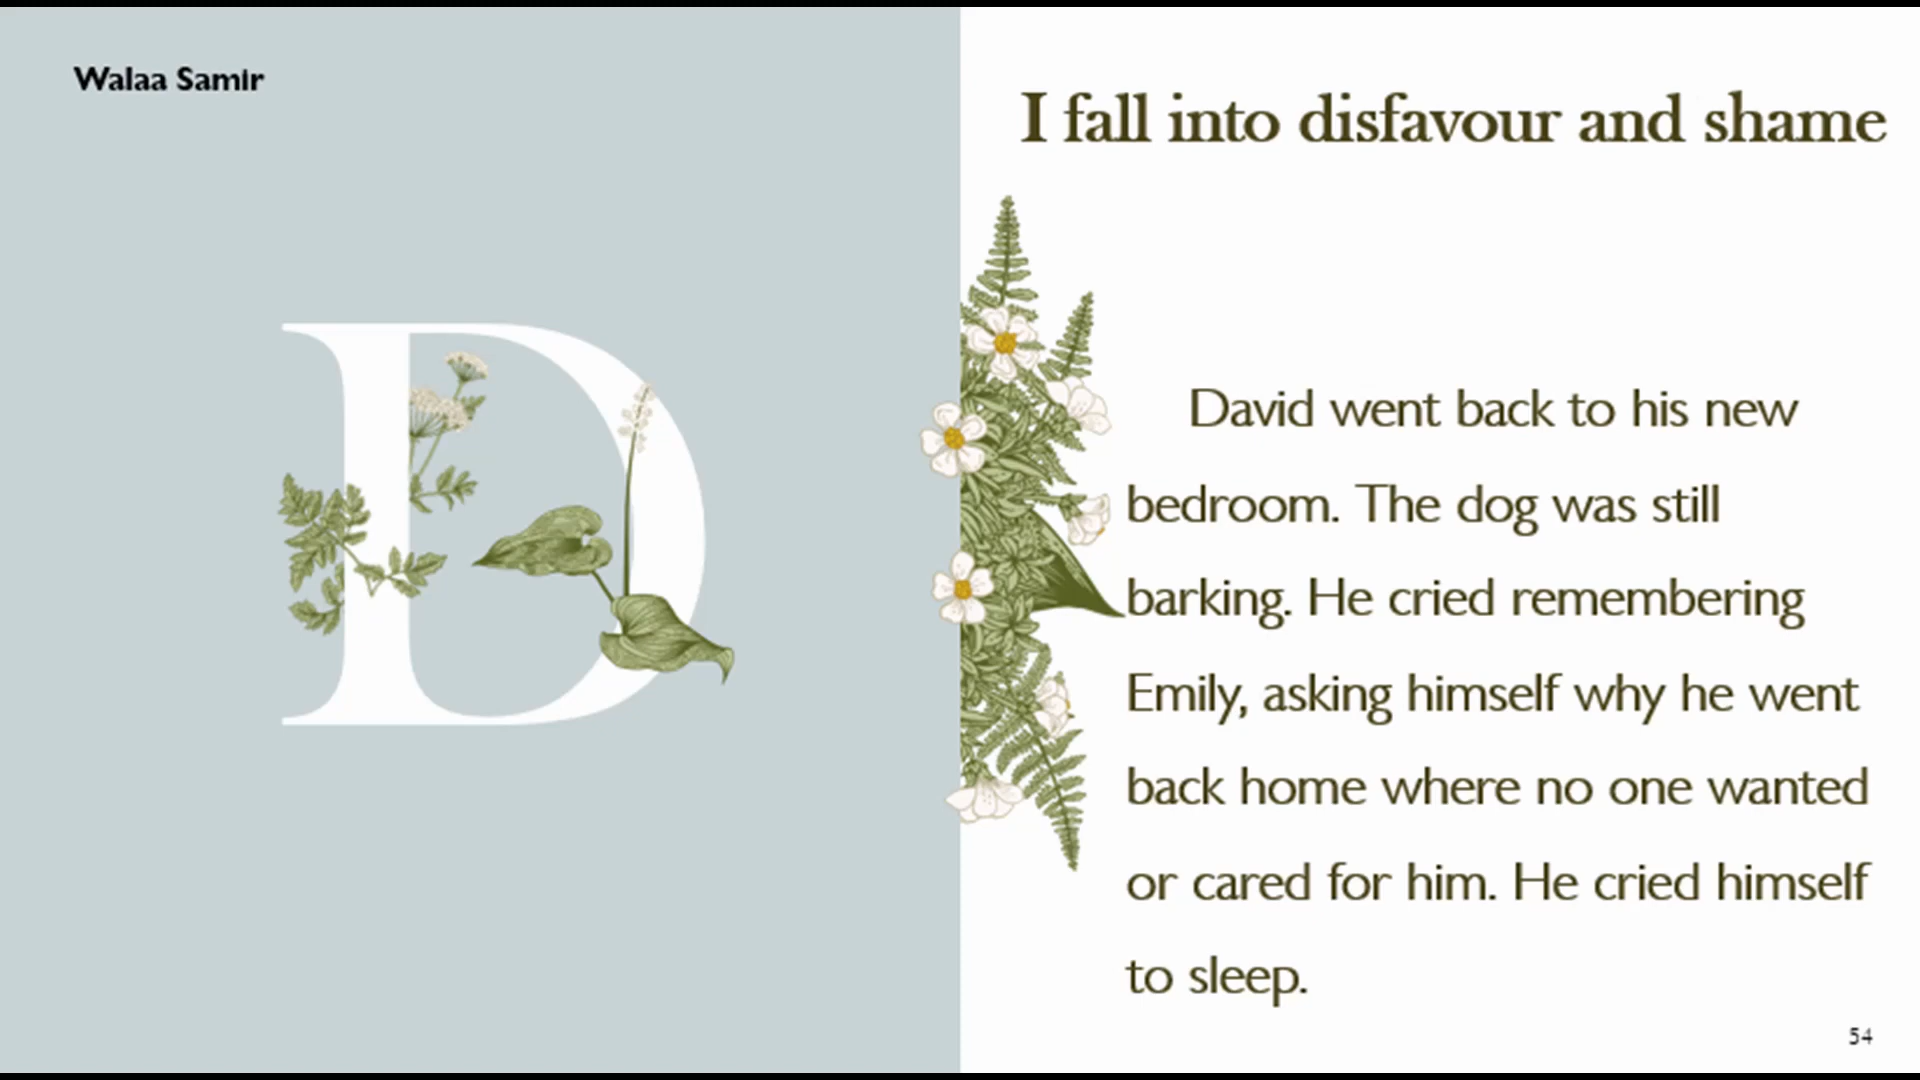 Walaa Samir
I fall into disfavour and shame
D
David went back to his new
bedroom. The dog was still
barking. He cried remembering
Emily, asking himself why he went
back home where no one wanted
or cared for him. He cried himself
to sleep.
54